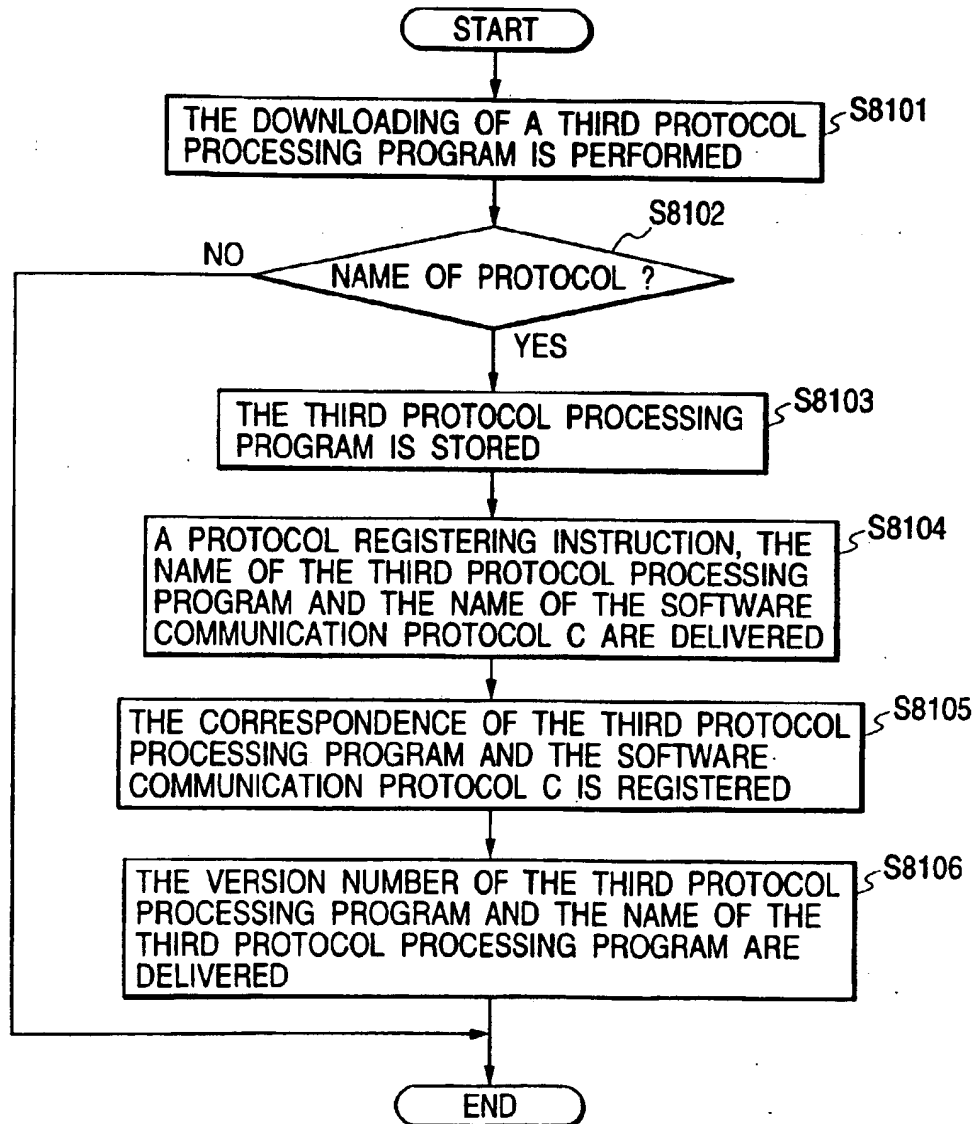 START
THE DOWNLOADING OF A THIRD PROTOCOL
PROCESSING PROGRAM IS PERFORMED
S8101
S8102
NO
NAME OF PROTOCOL ?
YES
THE THIRD PROTOCOL PROCESSING
PROGRAM IS STORED
S8103
A PROTOCOL REGISTERING INSTRUCTION, THE
NAME OF THE THIRD PROTOCOL PROCESSING
PROGRAM AND THE NAME OF THE SOFTWARE
COMMUNICATION PROTOCOL C ARE DELIVERED
S8104
THE CORRESPONDENCE OF THE THIRD PROTOCOL
PROCESSING PROGRAM AND THE SOFTWARE
COMMUNICATION PROTOCOL C IS REGISTERED
S8105
THE VERSION NUMBER OF THE THIRD PROTOCOL
PROCESSING PROGRAM AND THE NAME OF THE
THIRD PROTOCOL PROCESSING PROGRAM ARE
DELIVERED
S8106
END